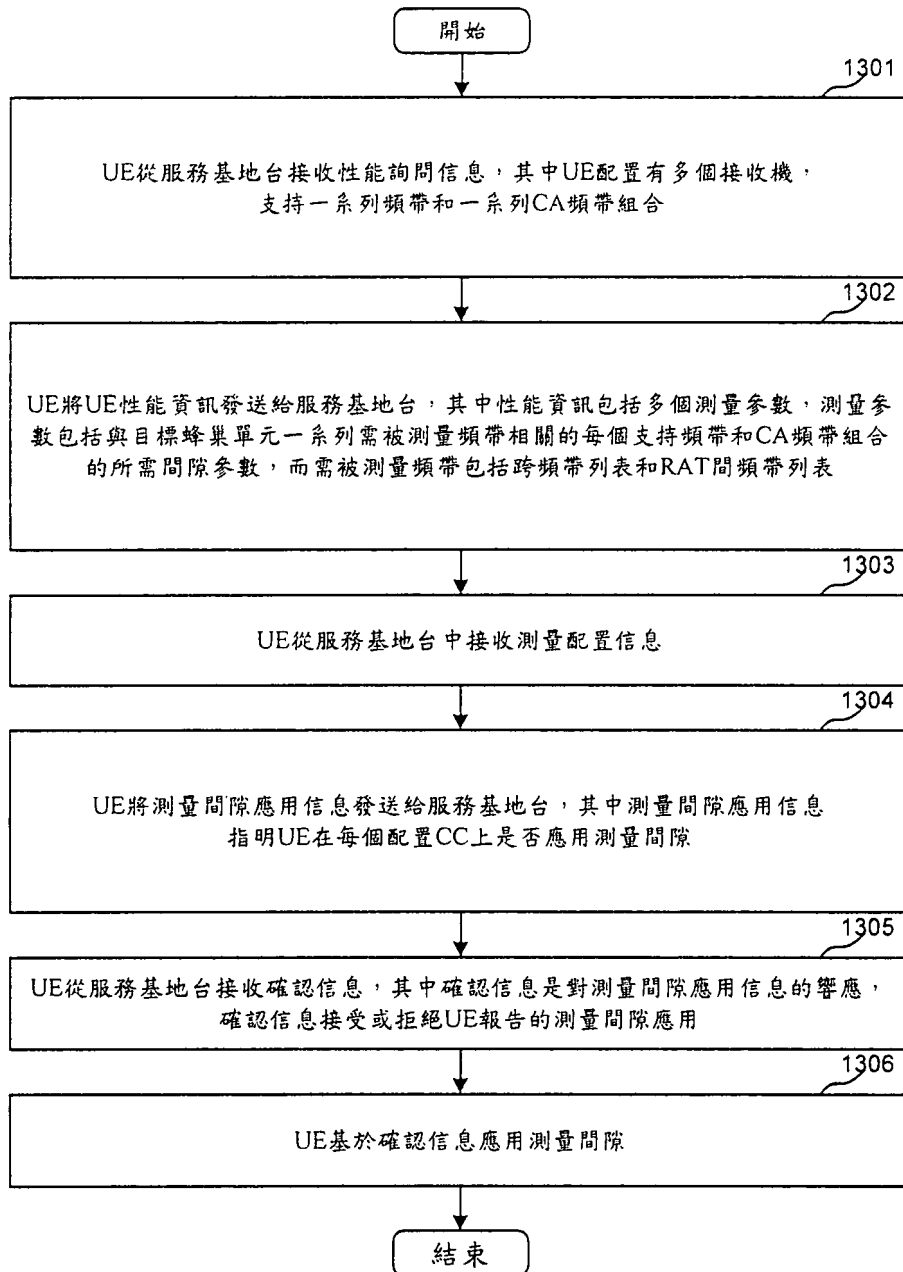 開始
1301
UE從服務基地台接收性能詢問信息,其中UE配置有多個接收機,
支持一系列頻帶和一系列CA頻帶組合
1302
UE將UE性能資訊發送給服務基地台,其中性能資訊包括多個測量參數,測量參
數包括與目標蜂巢單元一系列需被測量頻帶相關的每個支持頻帶和CA頻帶組合
的所需間隙參數,而需被測量頻帶包括跨頻帶列表和RAT間頻帶列表
1303
UE從服務基地台中接收測量配置信息
1304
UE將測量間隙應用信息發送給服務基地台,其中測量間隙應用信息
指明UE在每個配置CC上是否應用測量間隙
1305
UE從服務基地台接收確認信息,其中確認信息是對測量間隙應用信息的響應,
確認信息接受或拒絕UE報告的測量間隙應用
1306
UE基於確認信息應用測量間隙
結束